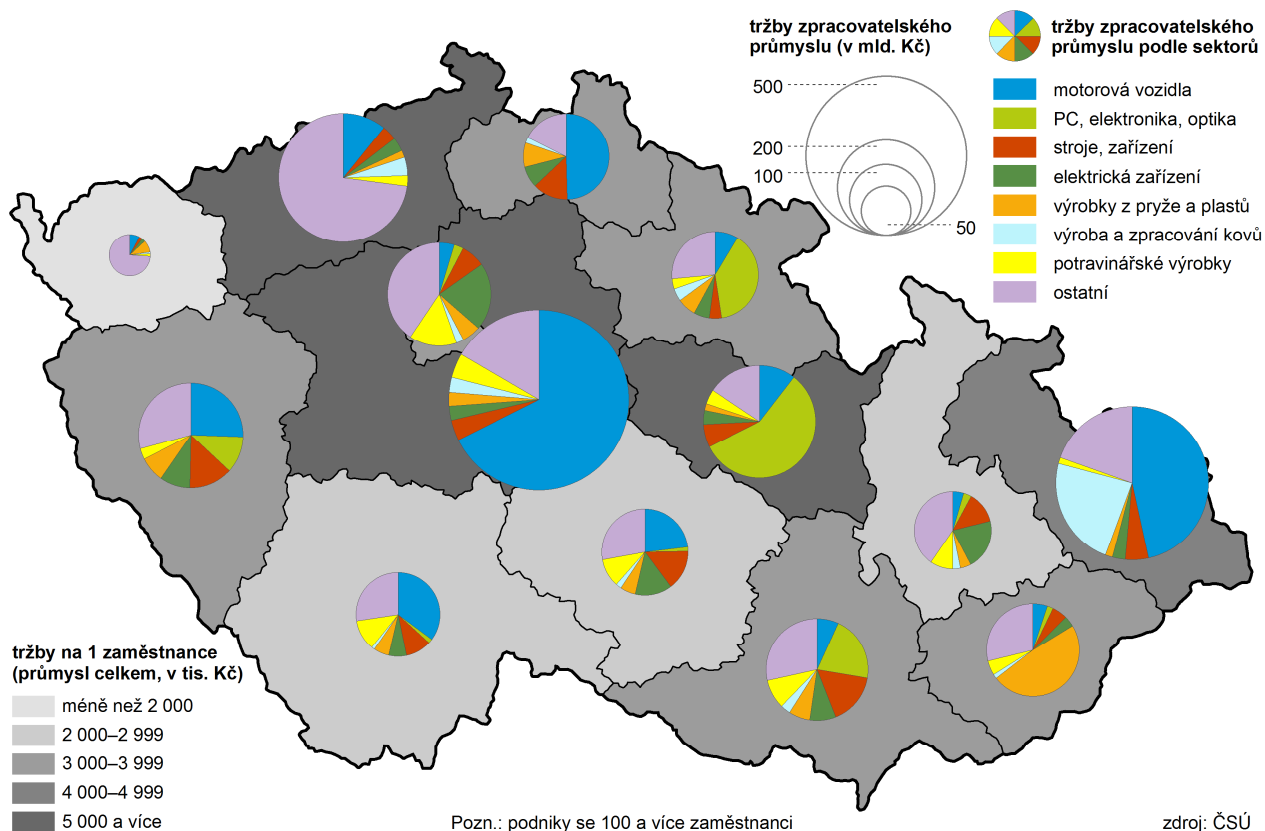 tržby zpracovatelského
průmyslu (v mld. Kč)
500
200
100
50
tržby zpracovatelského
průmyslu podle sektorů
motorová vozidla
PC, elektronika, optika
stroje, zařízení
elektrická zařízení
výrobky z pryže a plastů
výroba a zpracování kovů
potravinářské výrobky
ostatní
tržby na 1 zaměstnance
(průmysl celkem, v tis. Kč)
méně než 2 000
2 000–2 999
3 000–3 999
4 000–4 999
5 000 a více
Pozn.: podniky se 100 a více zaměstnanci
zdroj: ČSÚ